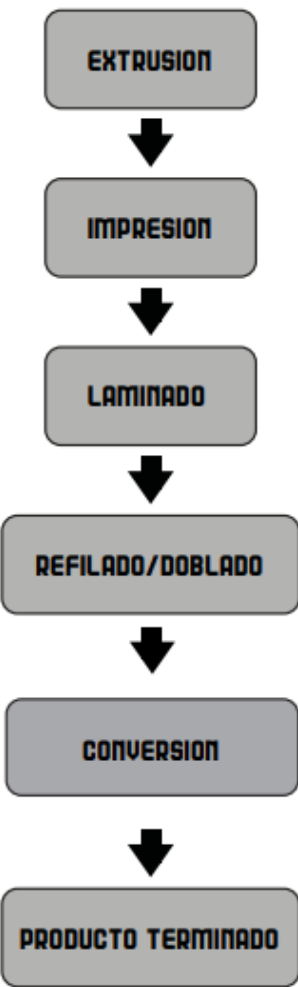 EXTRUSION
IMPRESION
LAMINADO
REFILADO/DOBLADO
CONVERSION
PRODUCTO TERMINADO